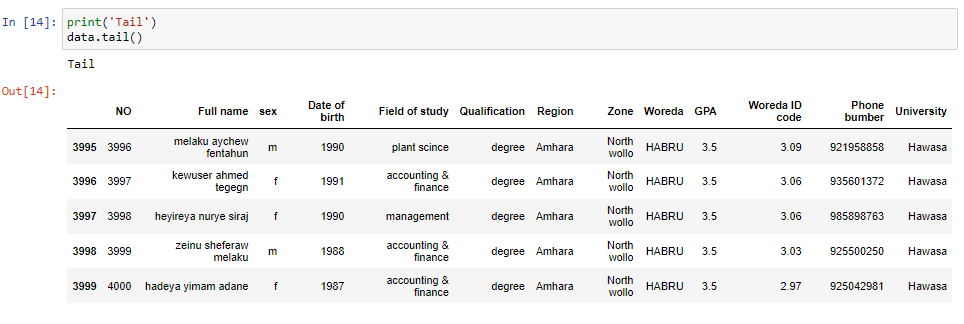 In [14]: print('Tail')
data.tail()
Tail
Out[14]:
NO Full name sex Date of birth Field of study Qualification Region Zone Woreda GPA Woreda ID code Phone bumber University
3995 3996 melaku aychew fentahun m 1990 plant scince degree Amhara North wollo HABRU 3.5 3.09 921958858 Hawasa
3996 3997 kewuser ahmed tegegn f 1991 accounting & finance degree Amhara North wollo HABRU 3.5 3.06 935601372 Hawasa
3997 3998 heyireya nurye siraj f 1990 management degree Amhara North wollo HABRU 3.5 3.06 985898763 Hawasa
3998 3999 zeinu sheferaw melaku m 1988 accounting & finance degree Amhara North wollo HABRU 3.5 3.03 925500250 Hawasa
3999 4000 hadeya yimam adane f 1987 accounting & finance degree Amhara North wollo HABRU 3.5 2.97 925042981 Hawasa